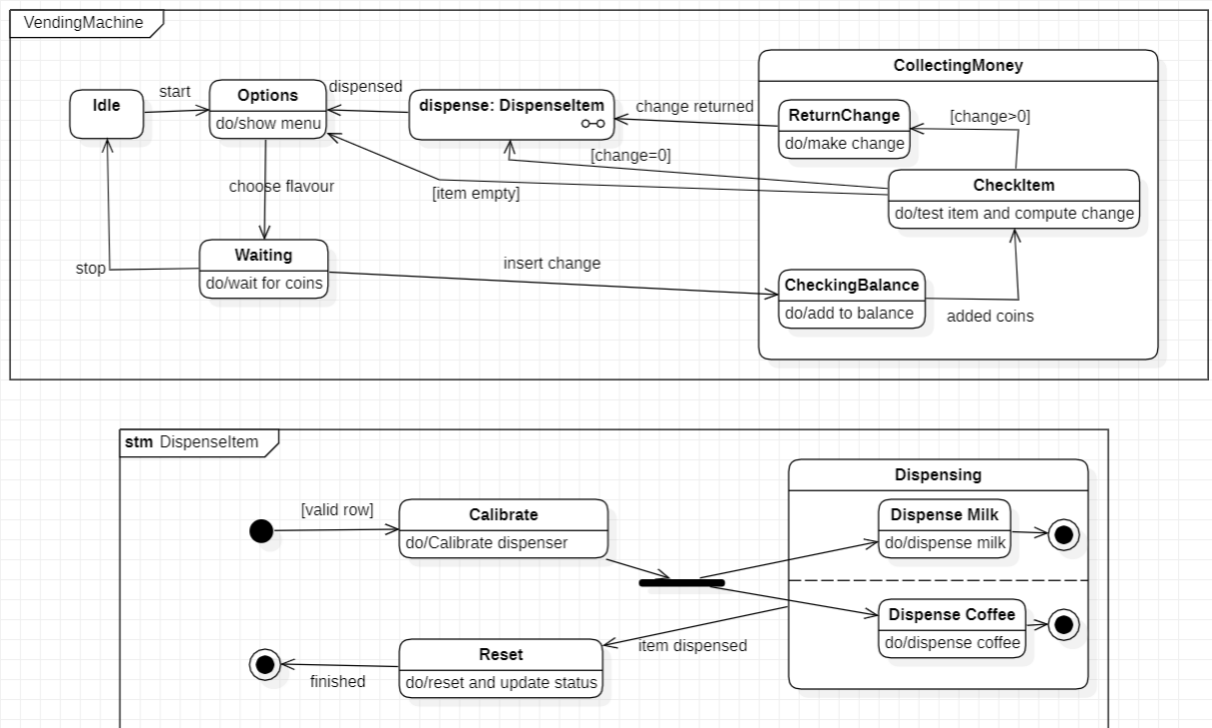 VendingMachine
CollectingMoney
Idle
start
Options
do/show menu
dispensed
dispense: DispenseItem
change returned
ReturnChange
do/make change
[change>0]
[change=0]
[item empty]
CheckItem
do/test item and compute change
choose flavour
Waiting
do/wait for coins
stop
insert change
CheckingBalance
do/add to balance
added coins
stm DispenseItem
Dispensing
[valid row]
Calibrate
do/Calibrate dispenser
Dispense Milk
do/dispense milk
Dispense Coffee
do/dispense coffee
item dispensed
Reset
do/reset and update status
finished